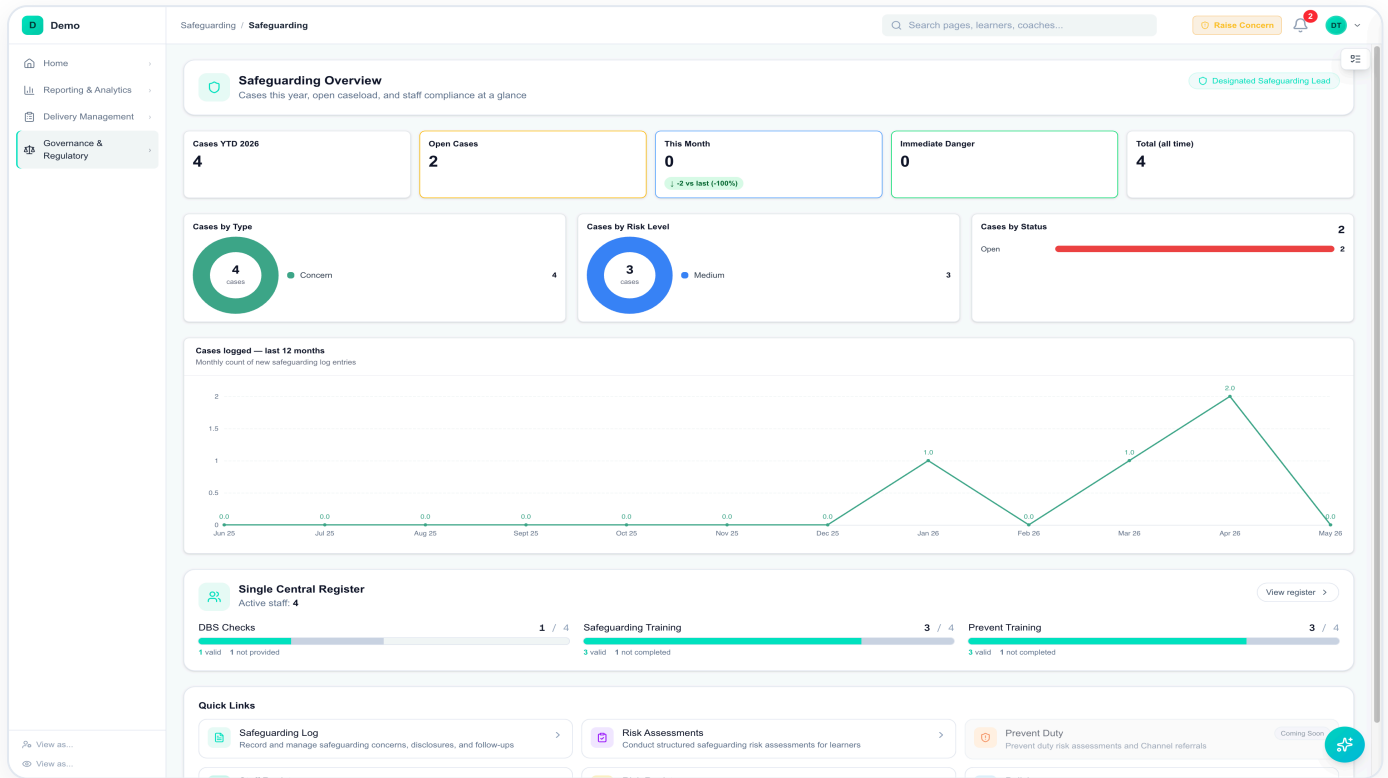 D Demo
Safeguarding / Safeguarding
Search pages, learners, coaches...
Raise Concern
2
DT
Home
Reporting & Analytics
Delivery Management
Governance &
Regulatory
View as...
View as...
Safeguarding Overview
Cases this year, open caseload, and staff compliance at a glance
Designated Safeguarding Lead
Cases YTD 2026
4
Open Cases
2
This Month
0
↓ -2 vs last (-100%)
Immediate Danger
0
Total (all time)
4
Cases by Type
4
cases
Concern 4
Cases by Risk Level
3
cases
Medium 3
Cases by Status 2
Open 2
Cases logged — last 12 months
Monthly count of new safeguarding log entries
2
1.5
1
0.5
0
0.0 0.0 0.0 0.0 0.0 0.0 0.0 1.0 0.0 1.0 2.0 0.0
Jun 25 Jul 25 Aug 25 Sept 25 Oct 25 Nov 25 Dec 25 Jan 26 Feb 26 Mar 26 Apr 26 May 26
Single Central Register
Active staff: 4
View register
DBS Checks 1 / 4
1 valid 1 not provided
Safeguarding Training 3 / 4
3 valid 1 not completed
Prevent Training 3 / 4
3 valid 1 not completed
Quick Links
Safeguarding Log
Record and manage safeguarding concerns, disclosures, and follow-ups
Risk Assessments
Conduct structured safeguarding risk assessments for learners
Prevent Duty
Prevent duty risk assessments and Channel referrals
Coming Soon